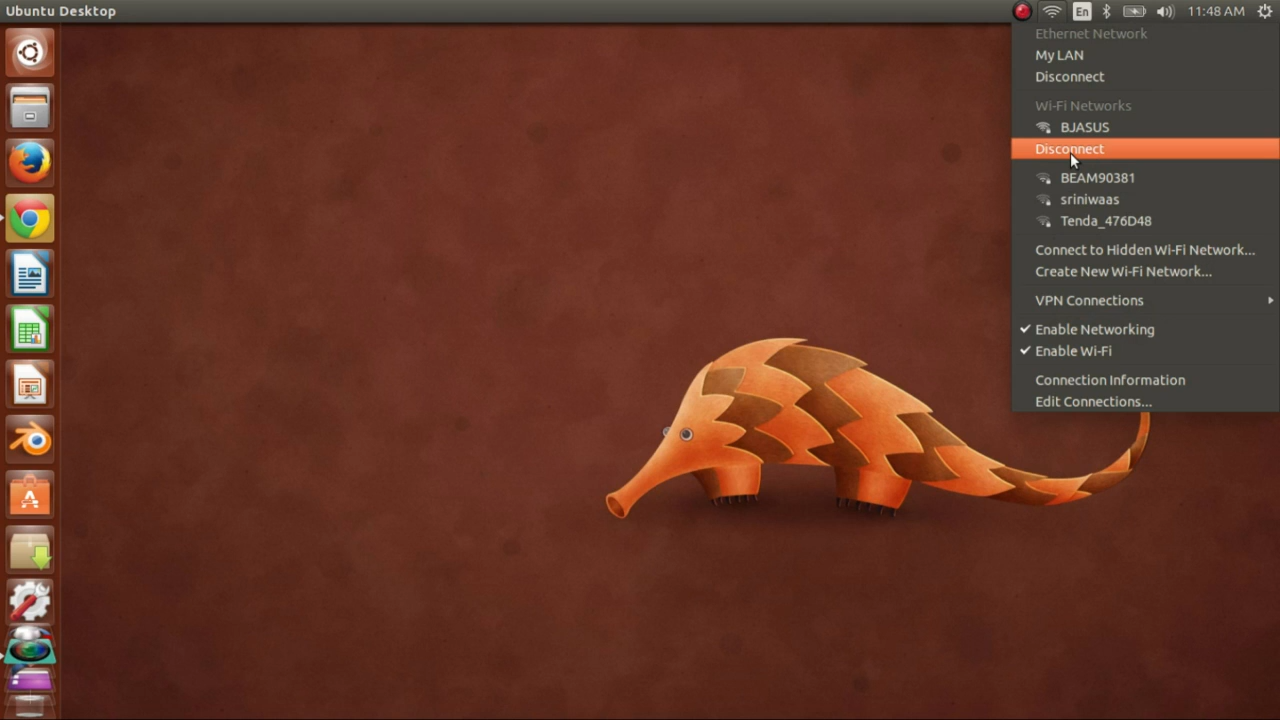 Ubuntu Desktop
En
11:48 AM
Ethernet Network
My LAN
Disconnect
Wi-Fi Networks
BJASUS
Disconnect
BEAM90381
sriniwaas
Tenda_476D48
Connect to Hidden Wi-Fi Network...
Create New Wi-Fi Network...
VPN Connections
Enable Networking
Enable Wi-Fi
Connection Information
Edit Connections...